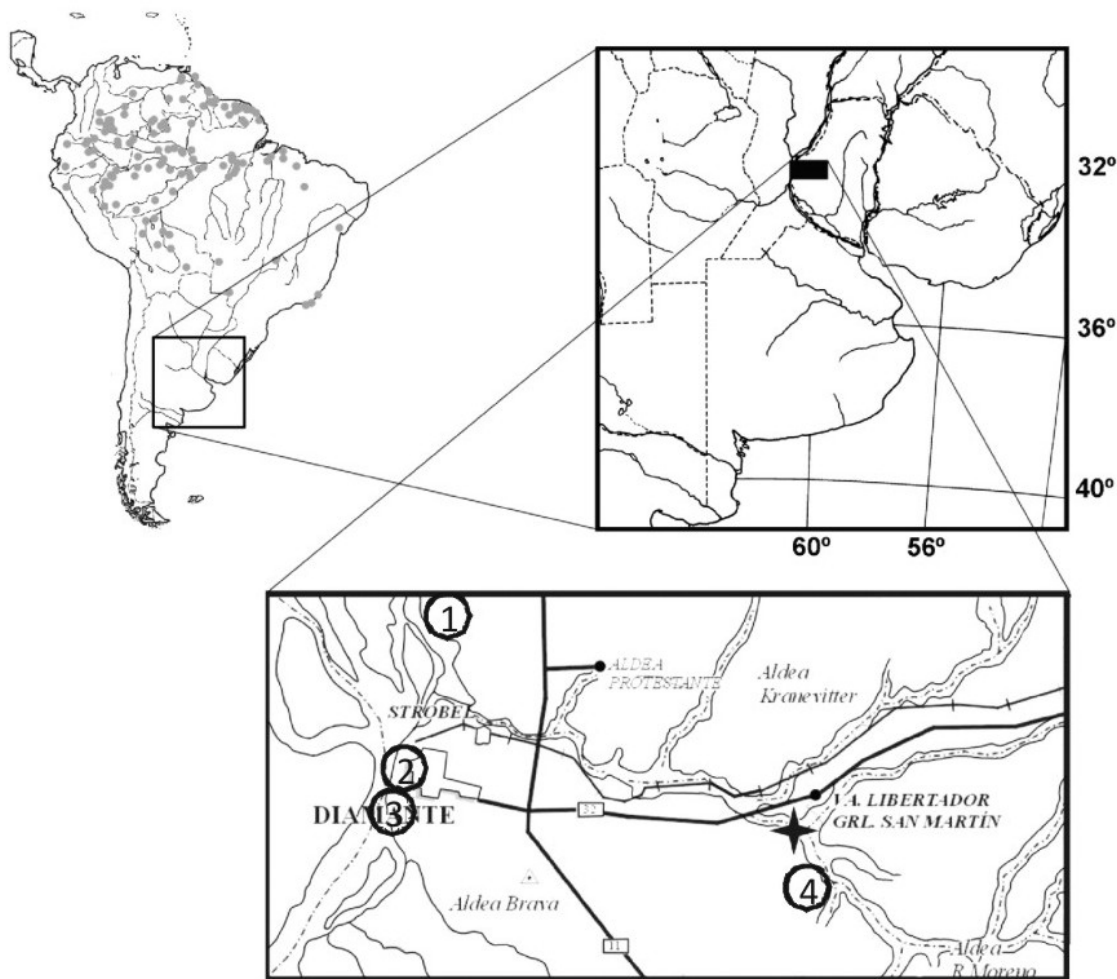 32º
36º
40º
60º
56º
1
ALDEA
PROTESTANTE
Aldea
Kranevitter
STROBEL
2
3
DIAMANTE
32
VA. LIBERTADOR
GRL. SAN MARTÍN
4
Aldea Brava
11
Aldea
R Moreno